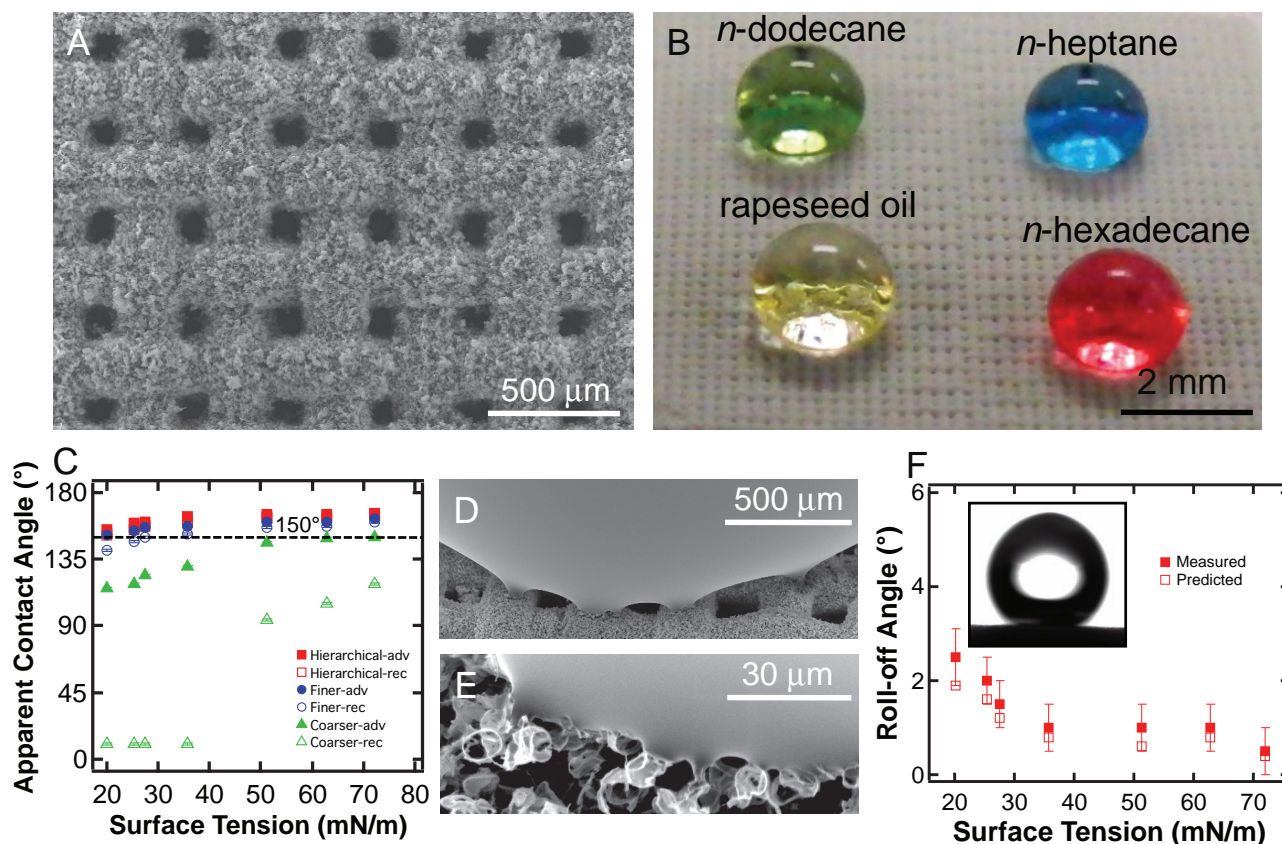 A
500 μm
B
n-dodecane
n-heptane
rapeseed oil
n-hexadecane
2 mm
C
Apparent Contact Angle (°)
180
135
90
45
0
150°
Hierarchical-adv
Hierarchical-rec
Finer-adv
Finer-rec
Coarser-adv
Coarser-rec
20 30 40 50 60 70 80
Surface Tension (mN/m)
D
500 μm
E
30 μm
F
Roll-off Angle (°)
6
4
2
0
Measured
Predicted
20 30 40 50 60 70
Surface Tension (mN/m)